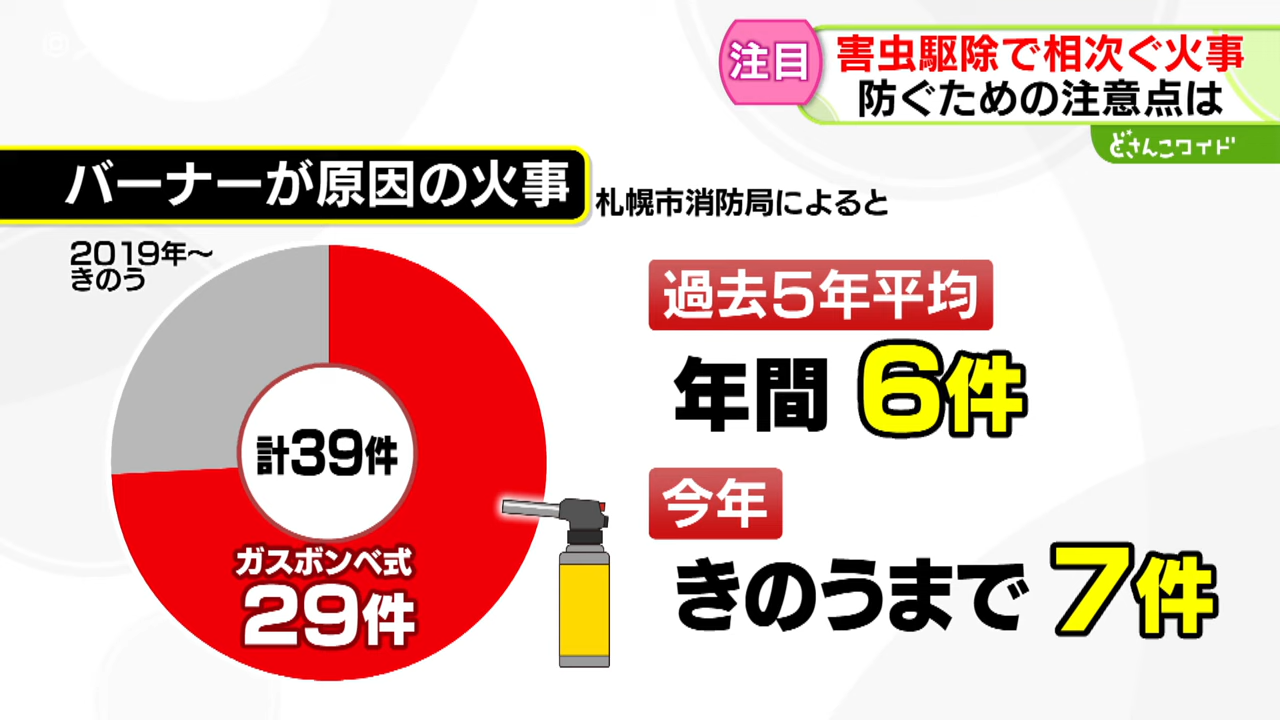 注目
害虫駆除で相次ぐ火事
防ぐための注意点は
どさんこワイド
バーナーが原因の火事
札幌市消防局によると
2019年～
きのう
計39件
ガスボンベ式
29件
過去5年平均
年間 6件
今年
きのうまで 7件